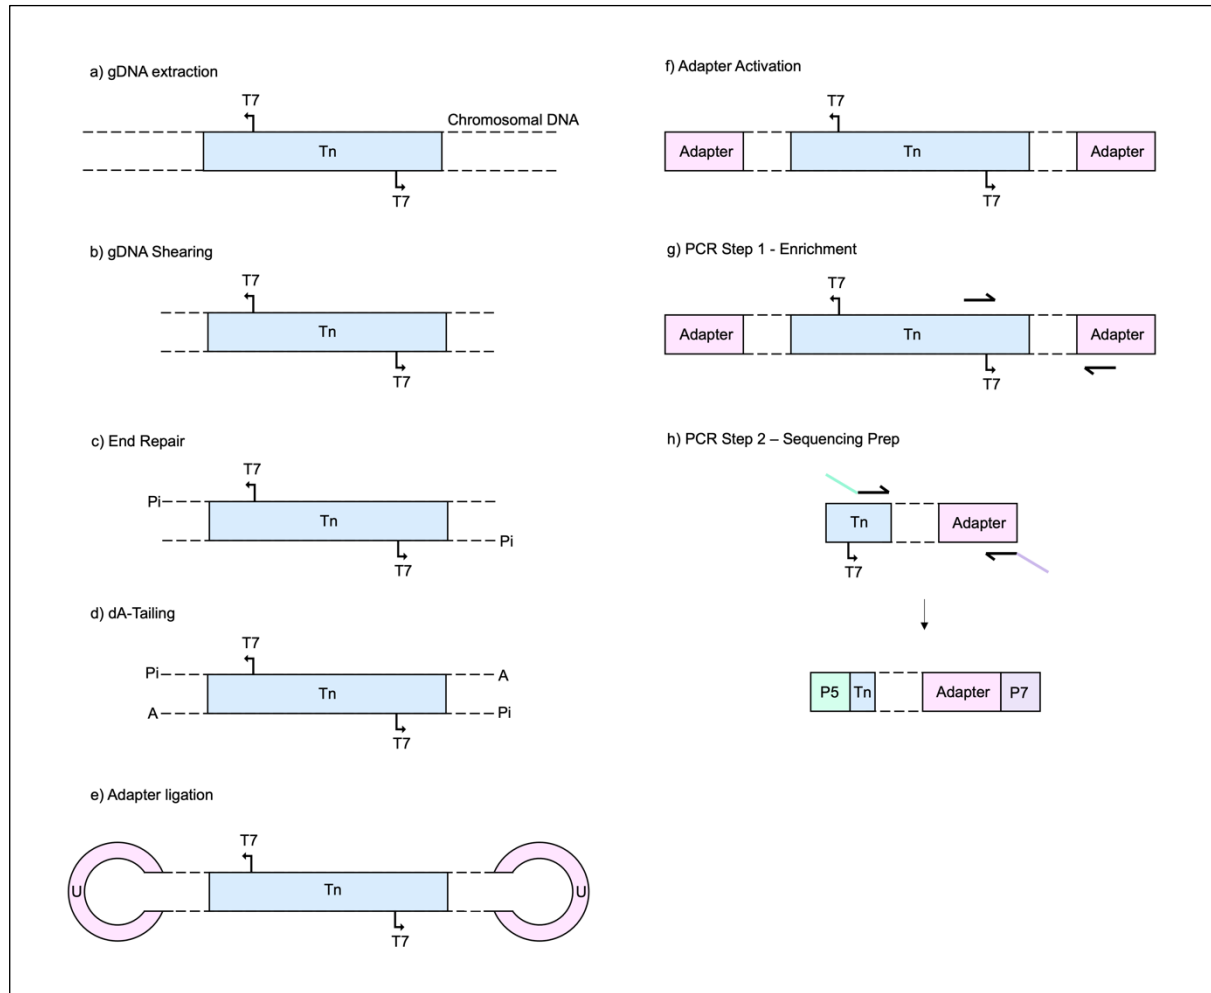 a) gDNA extraction
T7
Chromosomal DNA
Tn
T7
b) gDNA Shearing
T7
Tn
T7
c) End Repair
T7
Pi
Tn
Pi
T7
d) dA-Tailing
T7
Pi
A
Tn
A
Pi
T7
e) Adapter ligation
T7
U
Tn
U
T7
f) Adapter Activation
T7
Adapter
Tn
Adapter
T7
g) PCR Step 1 - Enrichment
T7
Adapter
Tn
Adapter
T7
h) PCR Step 2 – Sequencing Prep
Tn
Adapter
T7
P5
Tn
Adapter
P7